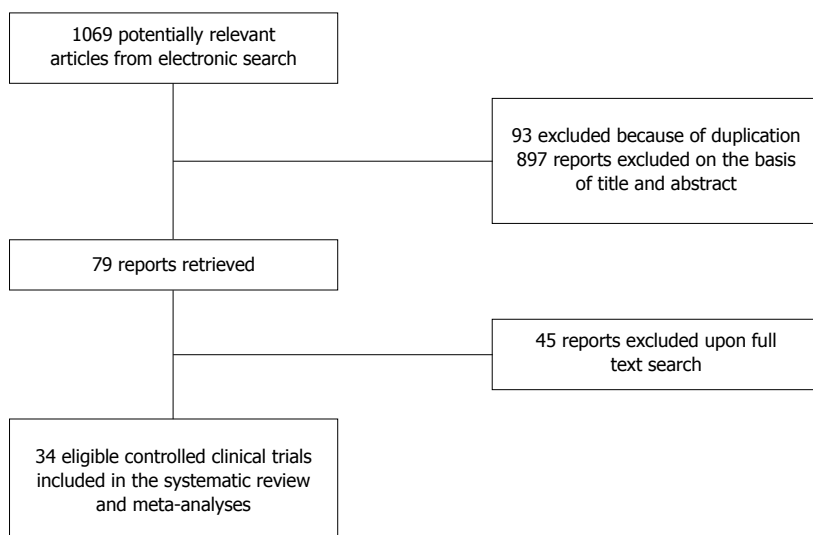 1069 potentially relevant
articles from electronic search
93 excluded because of duplication
897 reports excluded on the basis
of title and abstract
79 reports retrieved
45 reports excluded upon full
text search
34 eligible controlled clinical trials
included in the systematic review
and meta-analyses